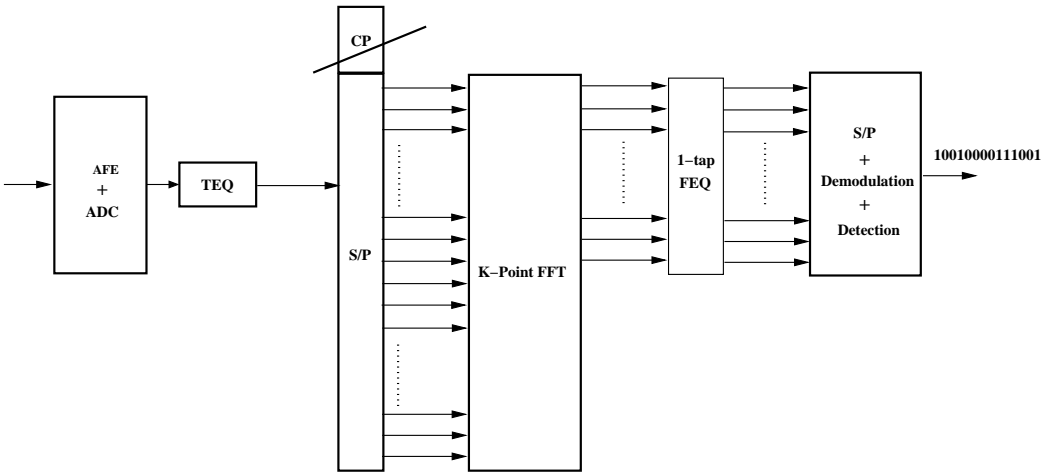 CP
AFE
+
ADC
TEQ
S/P
K−Point FFT
1−tap
FEQ
S/P
+
Demodulation
+
Detection
10010000111001